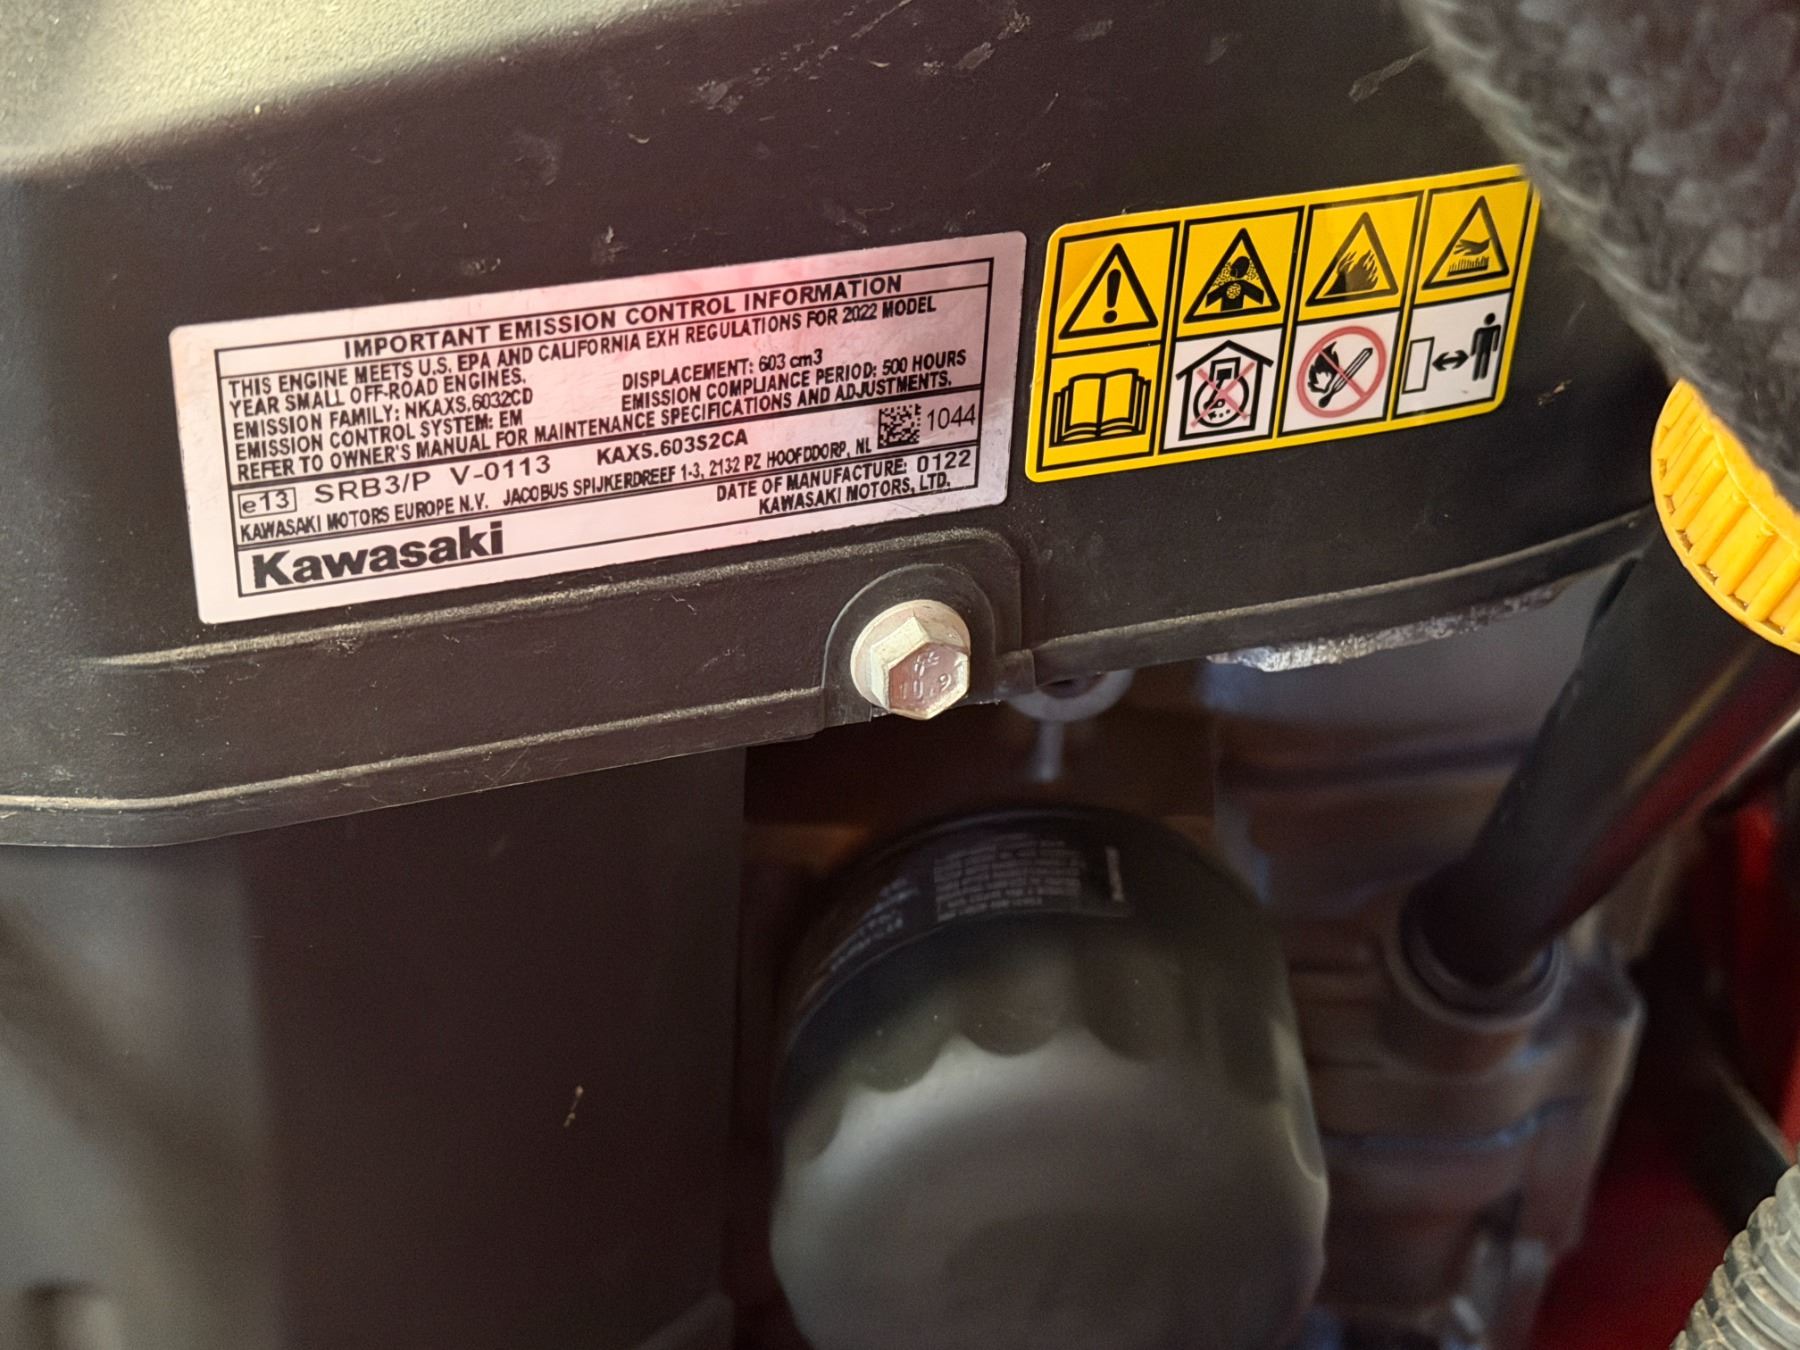 IMPORTANT EMISSION CONTROL INFORMATION
THIS ENGINE MEETS U.S. EPA AND CALIFORNIA EXH REGULATIONS FOR 2022 MODEL
YEAR SMALL OFF-ROAD ENGINES.
DISPLACEMENT: 603 cm3
EMISSION FAMILY: NKAXS.6032CD
EMISSION COMPLIANCE PERIOD: 500 HOURS
EMISSION CONTROL SYSTEM: EM
REFER TO OWNER'S MANUAL FOR MAINTENANCE SPECIFICATIONS AND ADJUSTMENTS.
e13 SRB3/P V-0113 KAXS.603S2CA 1044
KAWASAKI MOTORS EUROPE N.V. JACOBUS SPIJKERDREEF 1-3, 2132 PZ HOOFDDORP, NL
DATE OF MANUFACTURE: 0122
Kawasaki KAWASAKI MOTORS, LTD.